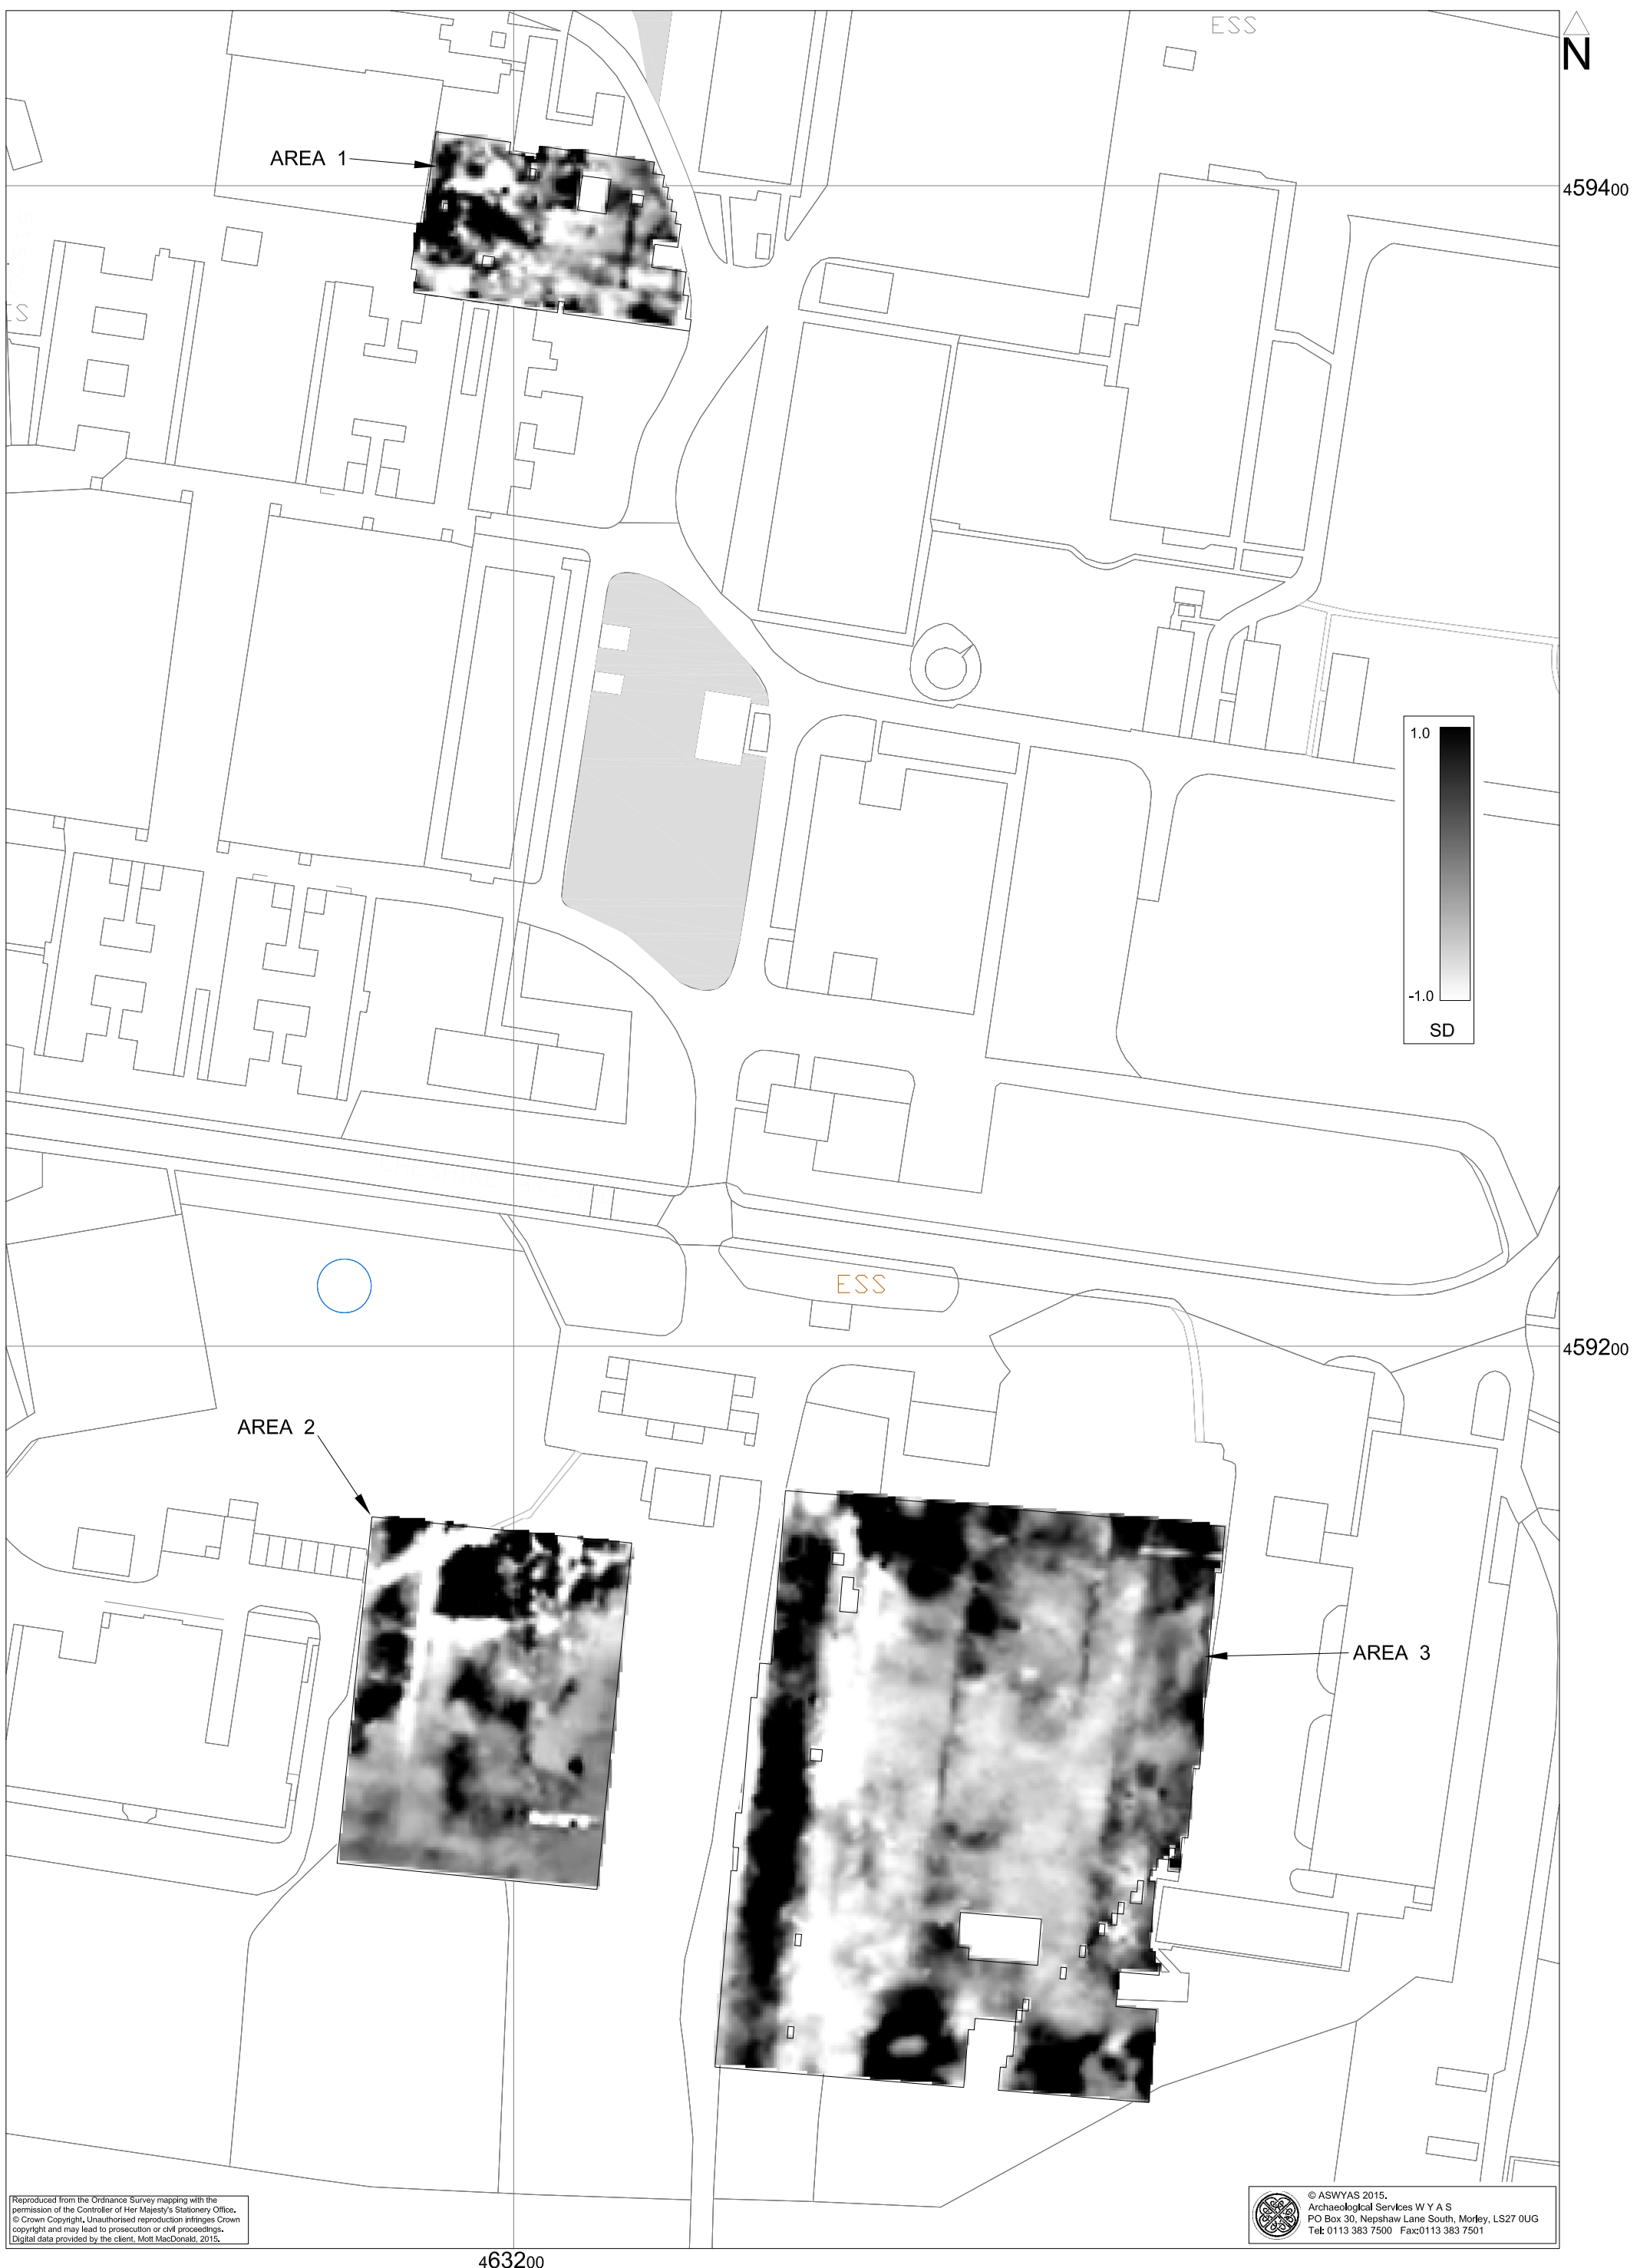 ESS
N
AREA 1
459400
1.0
-1.0
SD
ESS
459200
AREA 2
AREA 3
Reproduced from the Ordnance Survey mapping with the
permission of the Controller of Her Majesty's Stationery Office.
© Crown Copyright. Unauthorised reproduction infringes Crown
copyright and may lead to prosecution or civil proceedings.
Digital data provided by the client, Mott MacDonald, 2015.
© ASWYAS 2015.
Archaeological Services W Y A S
PO Box 30, Nepshaw Lane South, Morley, LS27 0UG
Tel: 0113 383 7500 Fax:0113 383 7501
463200